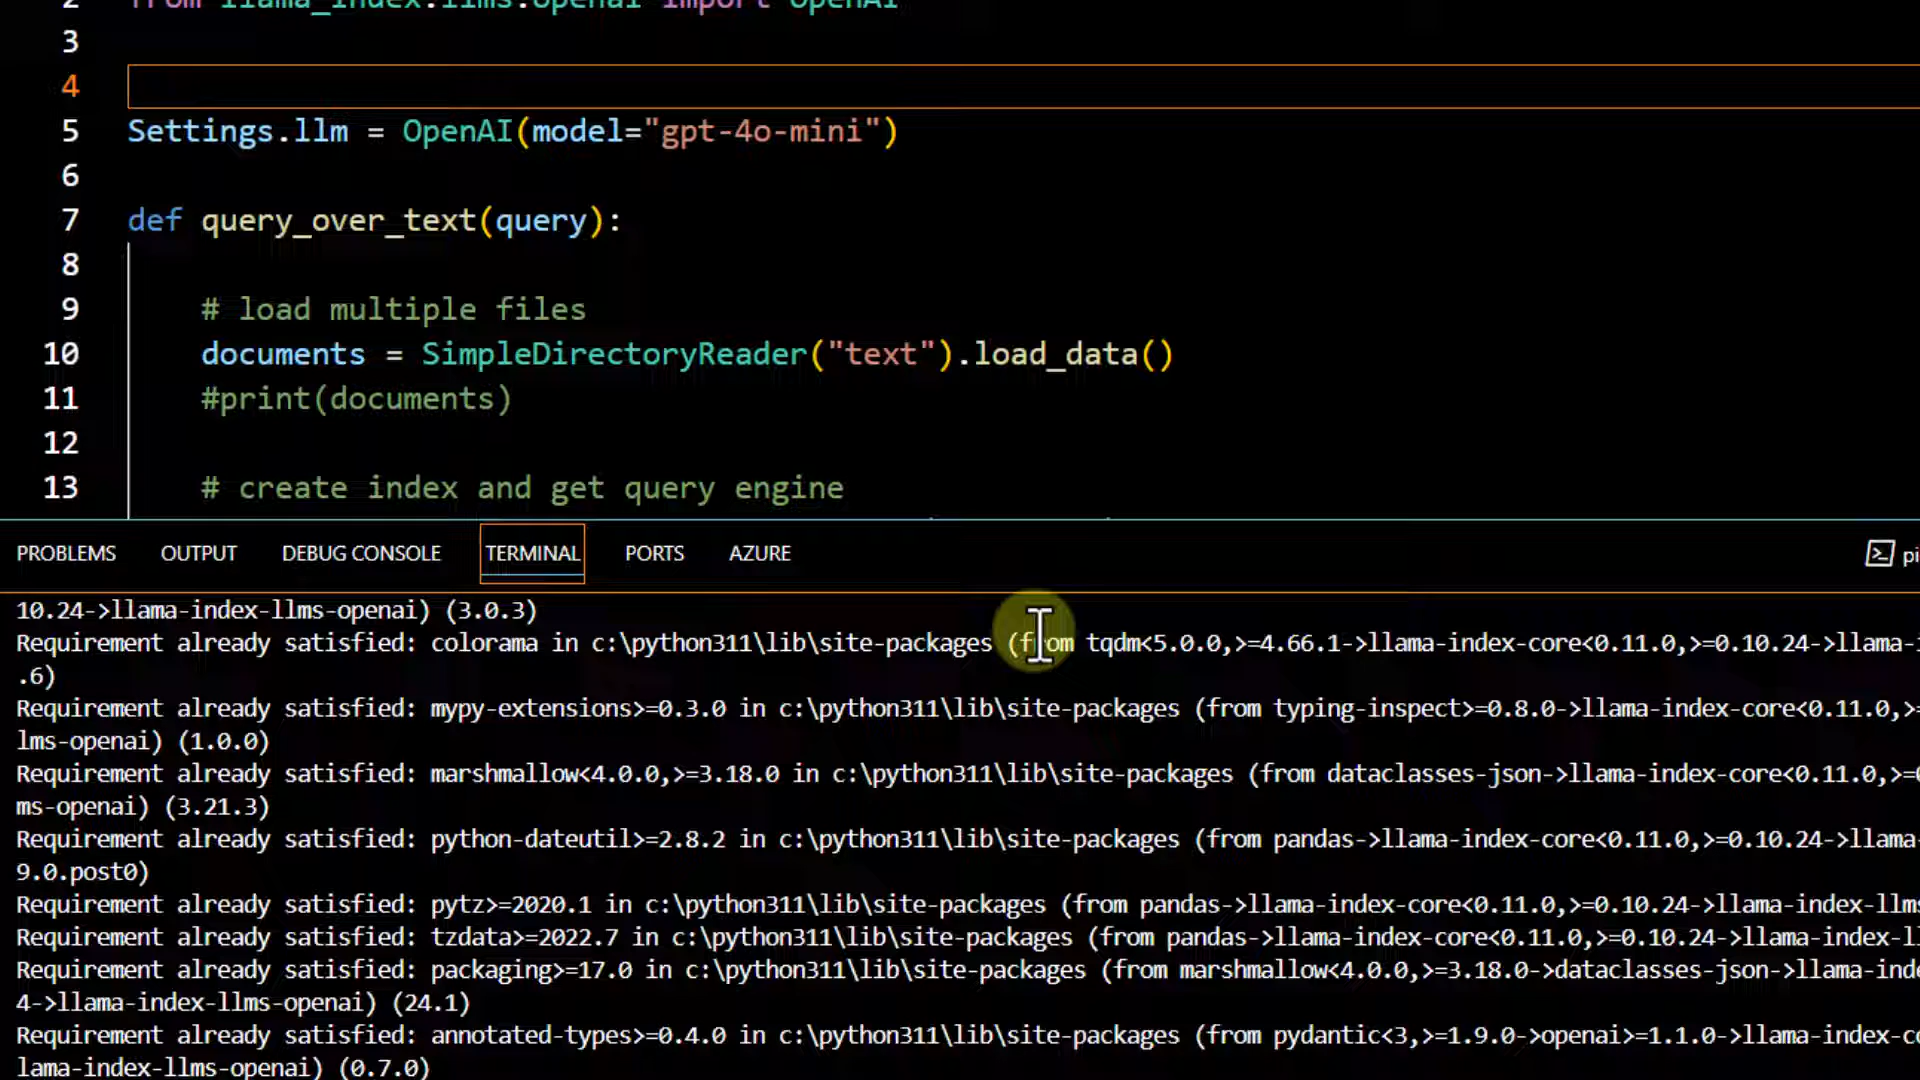 2 from llama_index.llms.openai import OpenAI
3
4
5 Settings.llm = OpenAI(model="gpt-4o-mini")
6
7 def query_over_text(query):
8
9 # load multiple files
10 documents = SimpleDirectoryReader("text").load_data()
11 #print(documents)
12
13 # create index and get query engine
PROBLEMS OUTPUT DEBUG CONSOLE TERMINAL PORTS AZURE pi
10.24->llama-index-llms-openai) (3.0.3)
Requirement already satisfied: colorama in c:\python311\lib\site-packages (from tqdm<5.0.0,>=4.66.1->llama-index-core<0.11.0,>=0.10.24->llama-i
.6)
Requirement already satisfied: mypy-extensions>=0.3.0 in c:\python311\lib\site-packages (from typing-inspect>=0.8.0->llama-index-core<0.11.0,>=
lms-openai) (1.0.0)
Requirement already satisfied: marshmallow<4.0.0,>=3.18.0 in c:\python311\lib\site-packages (from dataclasses-json->llama-index-core<0.11.0,>=0
ms-openai) (3.21.3)
Requirement already satisfied: python-dateutil>=2.8.2 in c:\python311\lib\site-packages (from pandas->llama-index-core<0.11.0,>=0.10.24->llama-
9.0.post0)
Requirement already satisfied: pytz>=2020.1 in c:\python311\lib\site-packages (from pandas->llama-index-core<0.11.0,>=0.10.24->llama-index-llms
Requirement already satisfied: tzdata>=2022.7 in c:\python311\lib\site-packages (from pandas->llama-index-core<0.11.0,>=0.10.24->llama-index-ll
Requirement already satisfied: packaging>=17.0 in c:\python311\lib\site-packages (from marshmallow<4.0.0,>=3.18.0->dataclasses-json->llama-inde
4->llama-index-llms-openai) (24.1)
Requirement already satisfied: annotated-types>=0.4.0 in c:\python311\lib\site-packages (from pydantic<3,>=1.9.0->openai>=1.1.0->llama-index-co
lama-index-llms-openai) (0.7.0)